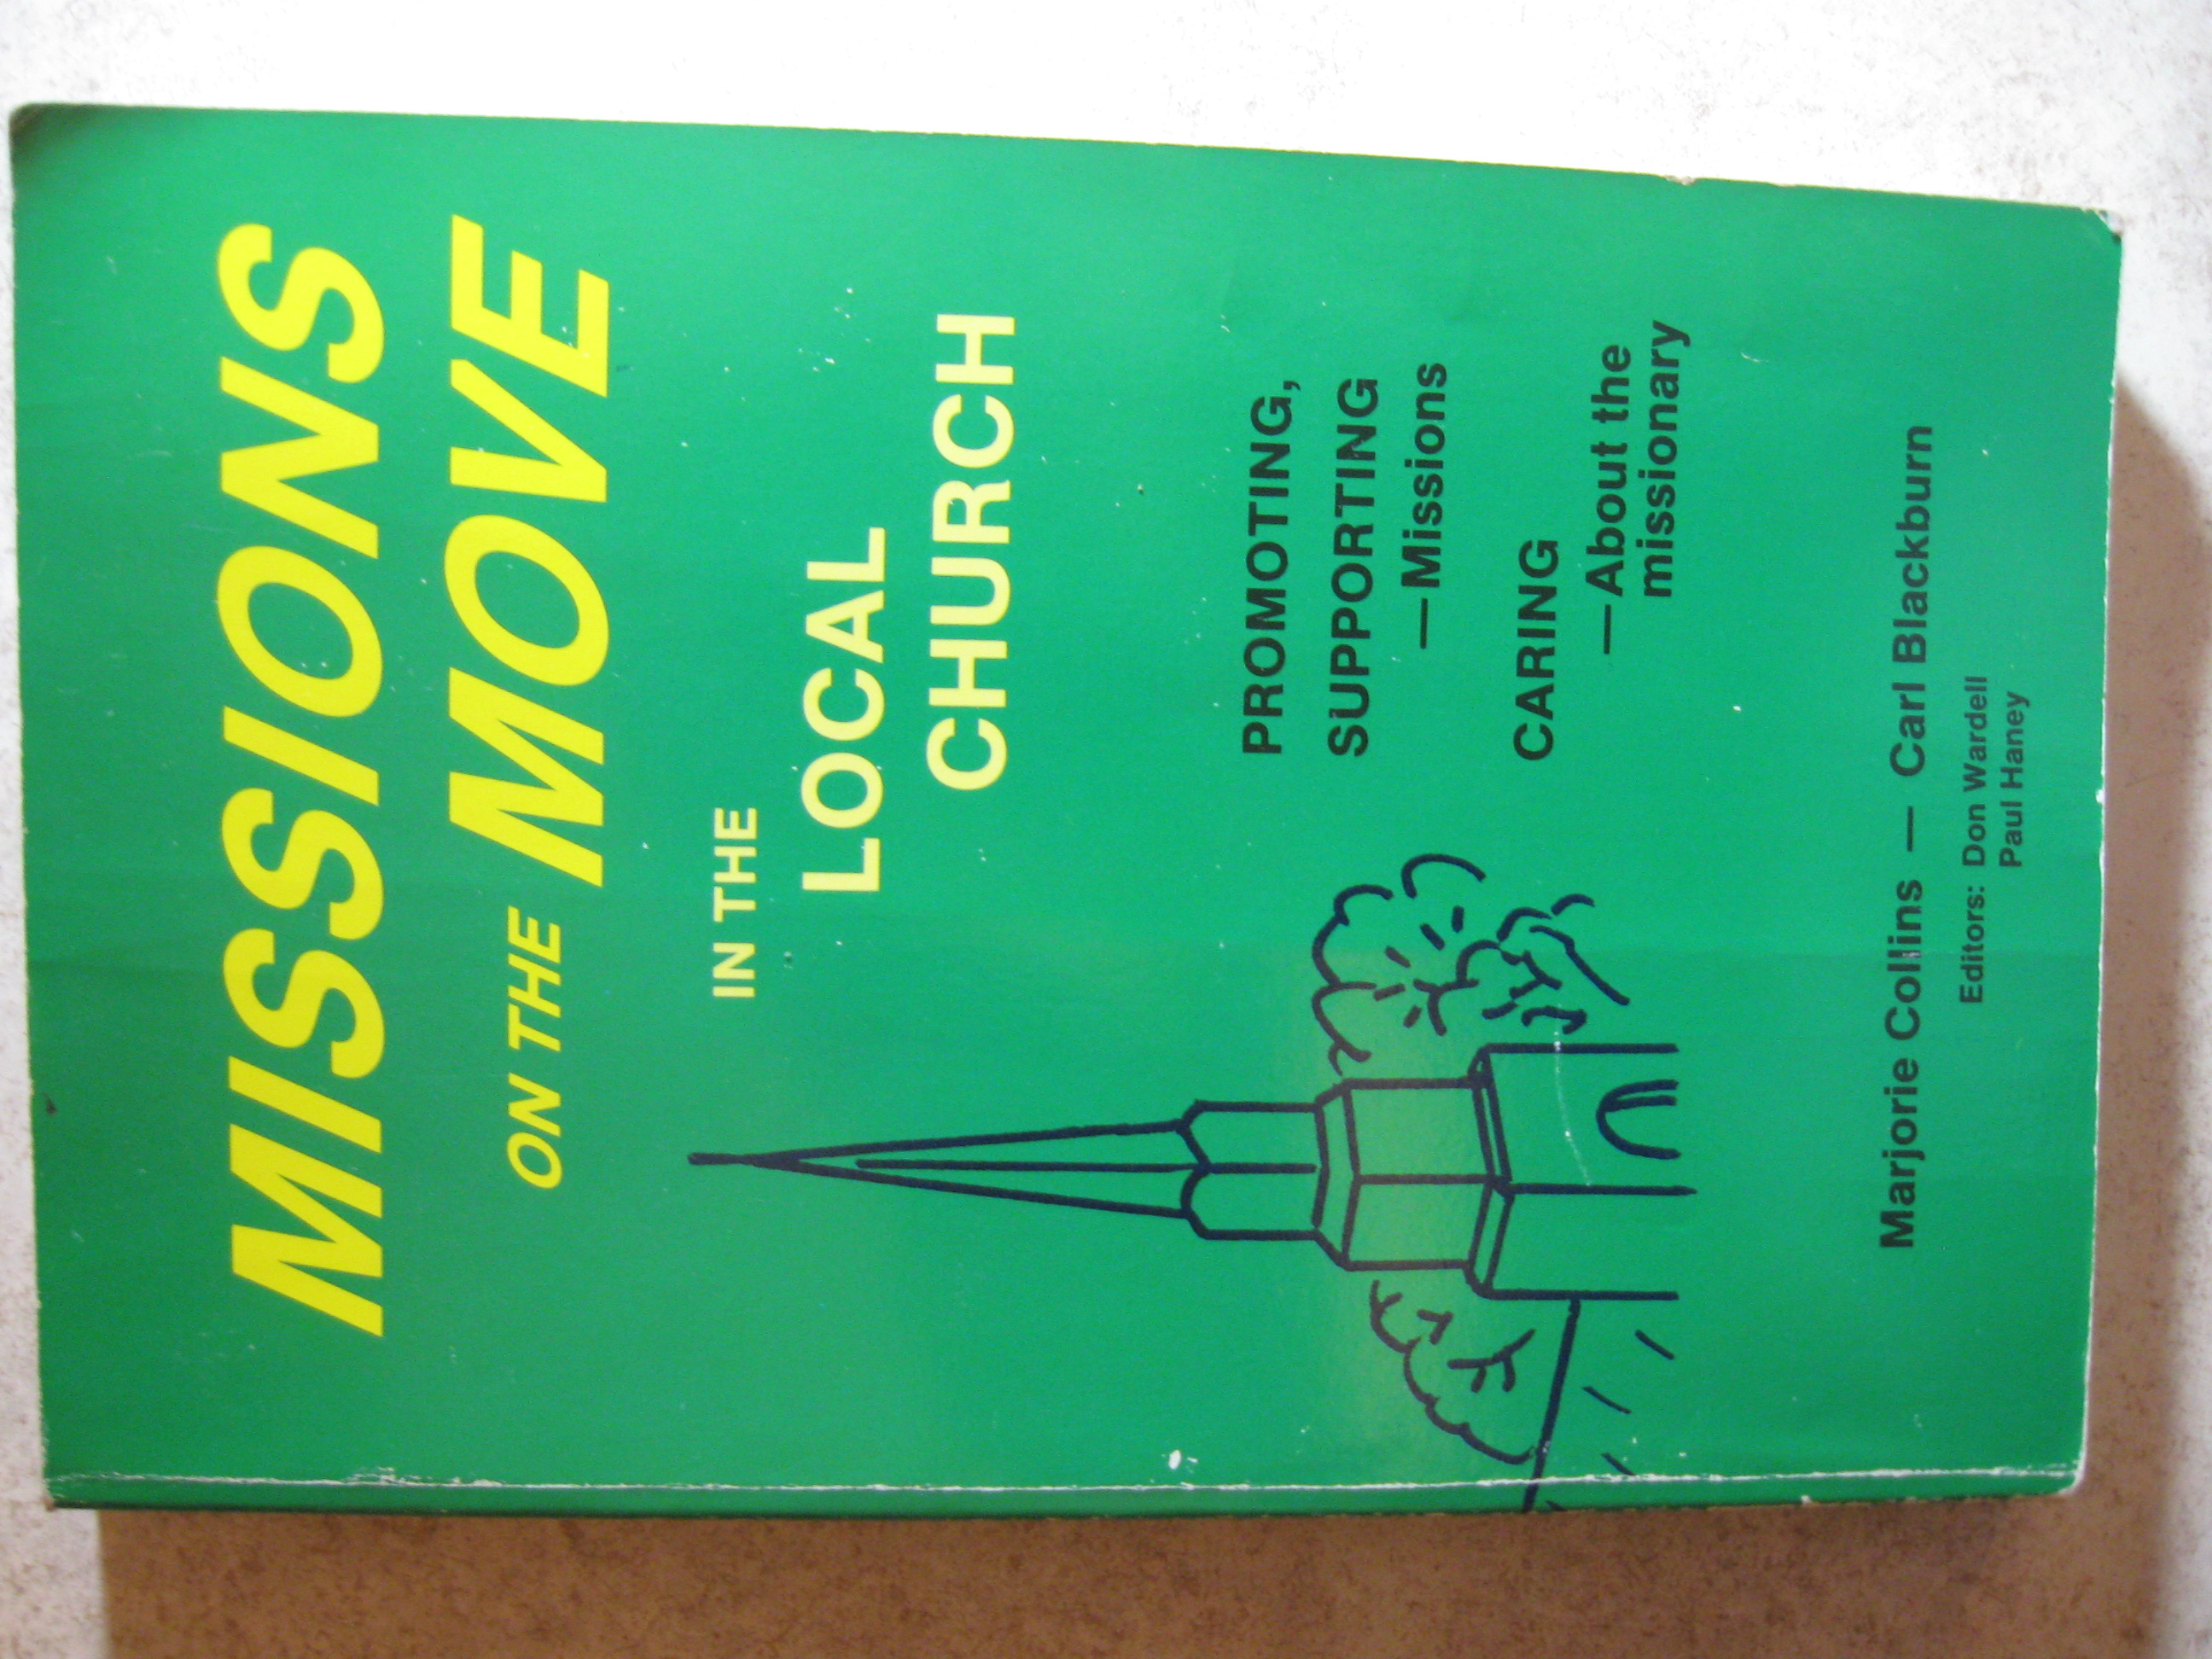 MISSIONS
ON THE MOVE
IN THE
LOCAL
CHURCH
PROMOTING,
SUPPORTING
—Missions
CARING
—About the
missionary
Marjorie Collins — Carl Blackburn
Editors: Don Wardell
Paul Haney